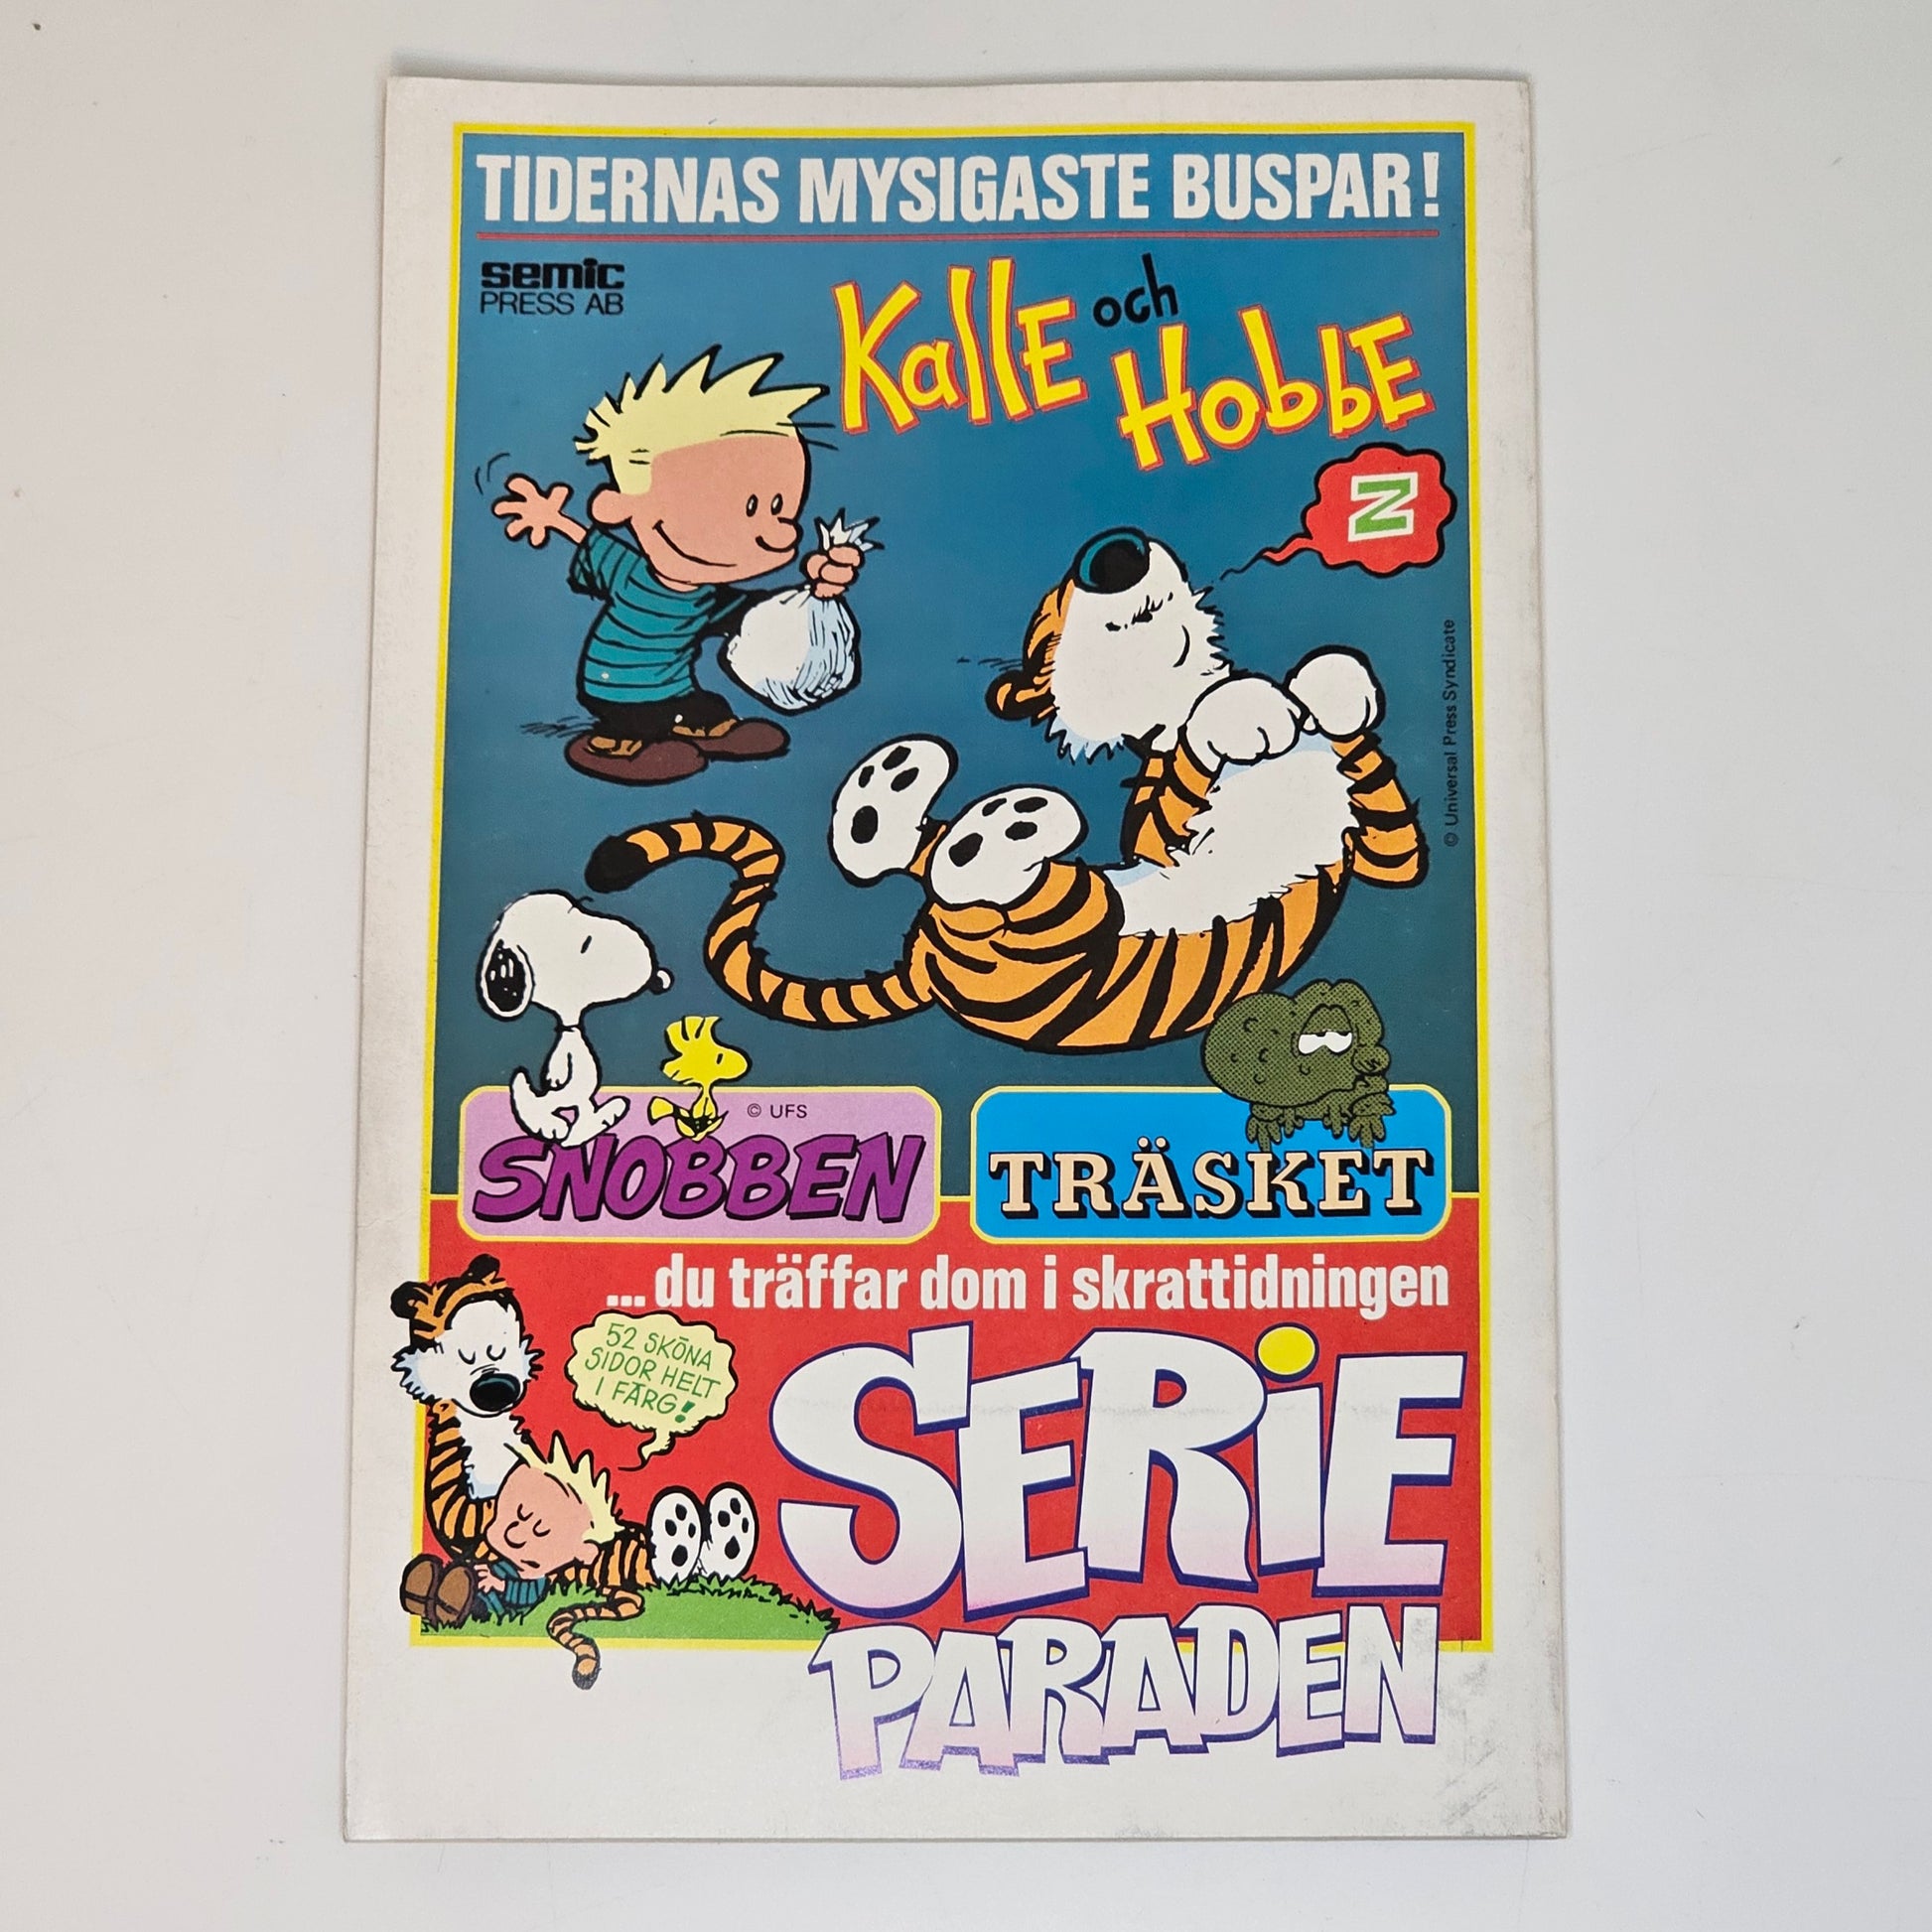 TIDERNAS MYSIGASTE BUSPAR!
semic
PRESS AB
Kalle och
Hobbe
Z
© Universal Press Syndicate
© UFS
SNOBBEN
TRÄSKET
...du träffar dom i skrattidningen
52 SKÖNA
SIDOR HELT
I FÄRG!
SERiE
PARADEN